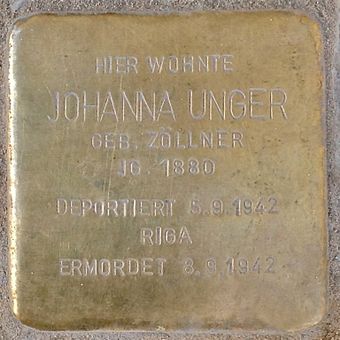 HIER WOHNTE
JOHANNA UNGER
GEB. ZÖLLNER
JG. 1880
DEPORTIERT 5.9.1942
RIGA
ERMORDET 8.9.1942